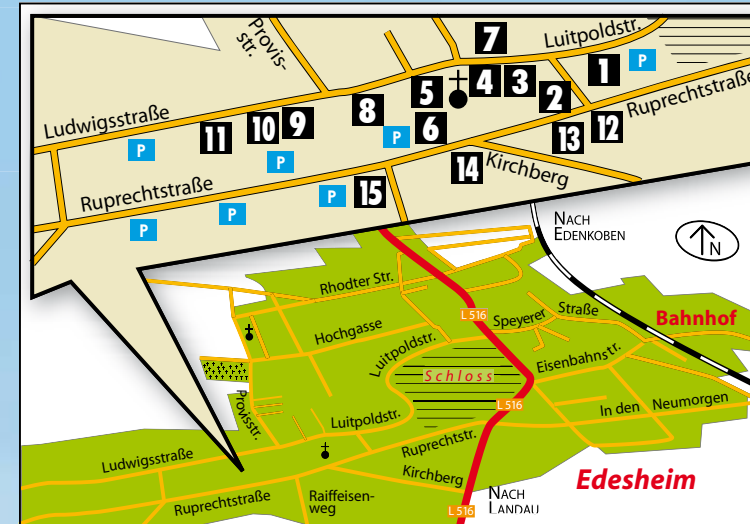 Provis-
str.
7
Luitpoldstr.
P
1
4
3
5
2
Ruprechtstraße
8
Ludwigsstraße
9
10
11
6
P
12
13
P
P
14
Kirchberg
15
P
P
P
Ruprechtstraße
NACH
EDENKOBEN
N
Rhodter Str.
L 516
Speyerer
Straße
Bahnhof
Hochgasse
Luitpoldstr.
Eisenbahnstr.
Schloss
L 516
In den Neumorgen
Provisstr.
Luitpoldstr.
Ruprechtstr.
Ludwigsstraße
Kirchberg
Edesheim
Ruprechtstraße
Raiffeisen-
weg
NACH
LANDAU
L 516